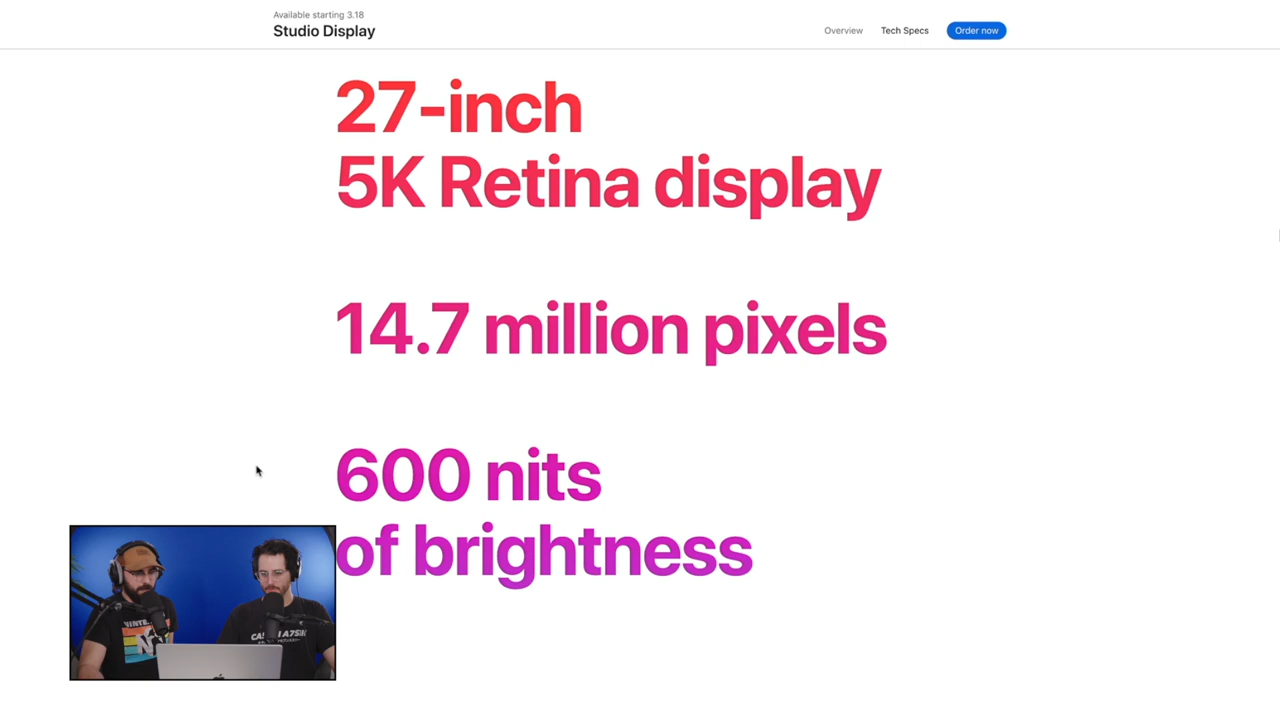 Available starting 3.18
Studio Display
Overview
Tech Specs
Order now
27-inch
5K Retina display
14.7 million pixels
600 nits
of brightness